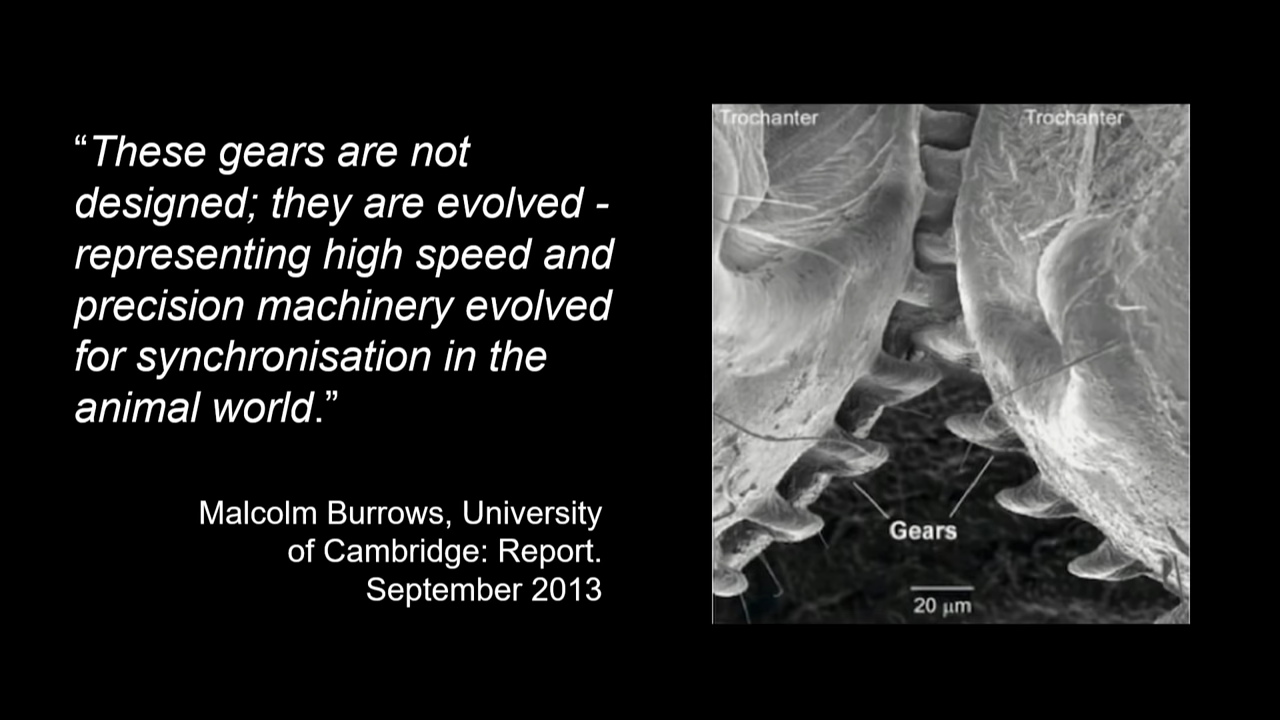 “These gears are not
designed; they are evolved -
representing high speed and
precision machinery evolved
for synchronisation in the
animal world.”
Malcolm Burrows, University
of Cambridge: Report.
September 2013
Trochanter
Trochanter
Gears
20 μm